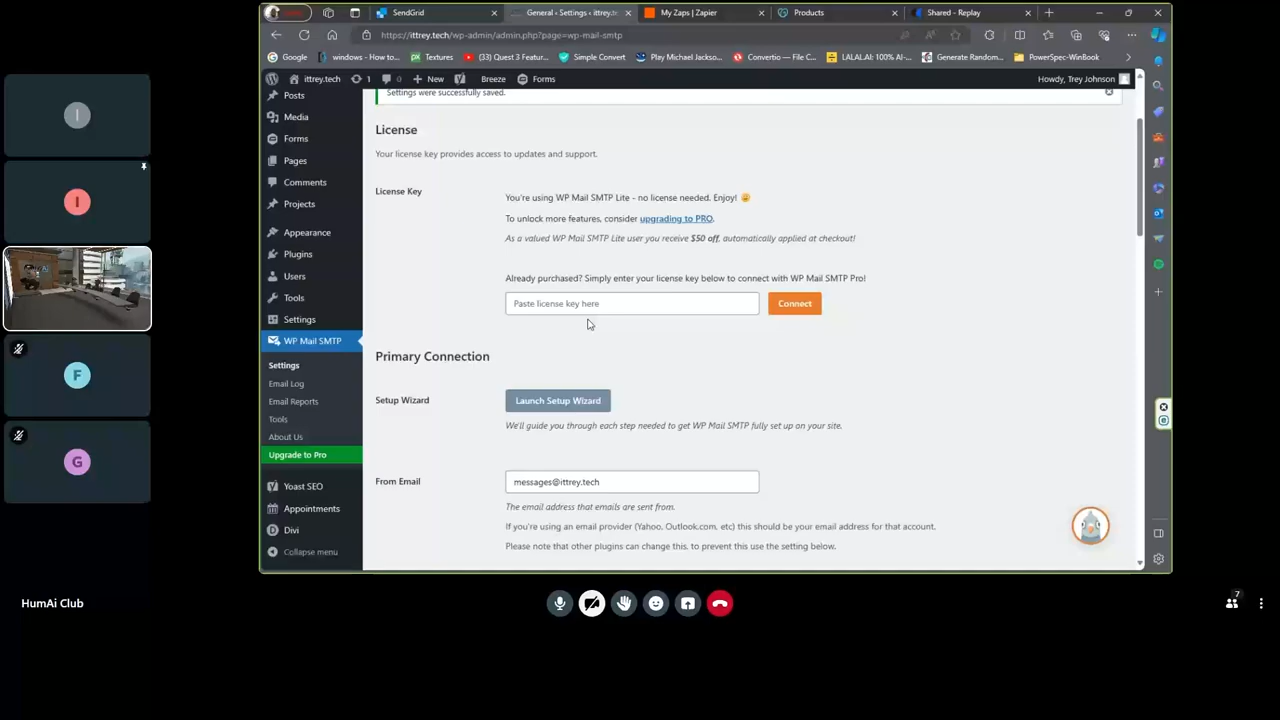 SendGrid
General ‹ Settings ‹ ittrey.t
My Zaps | Zapier
Products
Shared - Replay
https://ittrey.tech/wp-admin/admin.php?page=wp-mail-smtp
Google
windows - How to...
Textures
(33) Quest 3 Featur...
Simple Convert
Play Michael Jackso...
Convertio — File C...
LALAL.AI: 100% AI-...
Generate Random...
PowerSpec-WinBook
ittrey.tech
1
0
New
Breeze
Forms
Howdy, Trey Johnson
Posts
Media
Forms
Pages
Comments
Projects
Appearance
Plugins
Users
Tools
Settings
WP Mail SMTP
Settings
Email Log
Email Reports
Tools
About Us
Upgrade to Pro
Yoast SEO
Appointments
Divi
Collapse menu
Settings were successfully saved.
License
Your license key provides access to updates and support.
License Key
You're using WP Mail SMTP Lite - no license needed. Enjoy! 🙂
To unlock more features, consider upgrading to PRO.
As a valued WP Mail SMTP Lite user you receive $50 off, automatically applied at checkout!
Already purchased? Simply enter your license key below to connect with WP Mail SMTP Pro!
Paste license key here
Connect
Primary Connection
Setup Wizard
Launch Setup Wizard
We'll guide you through each step needed to get WP Mail SMTP fully set up on your site.
From Email
messages@ittrey.tech
The email address that emails are sent from.
If you're using an email provider (Yahoo, Outlook.com, etc) this should be your email address for that account.
Please note that other plugins can change this, to prevent this use the setting below.
I
I
F
G
HumAi Club
7